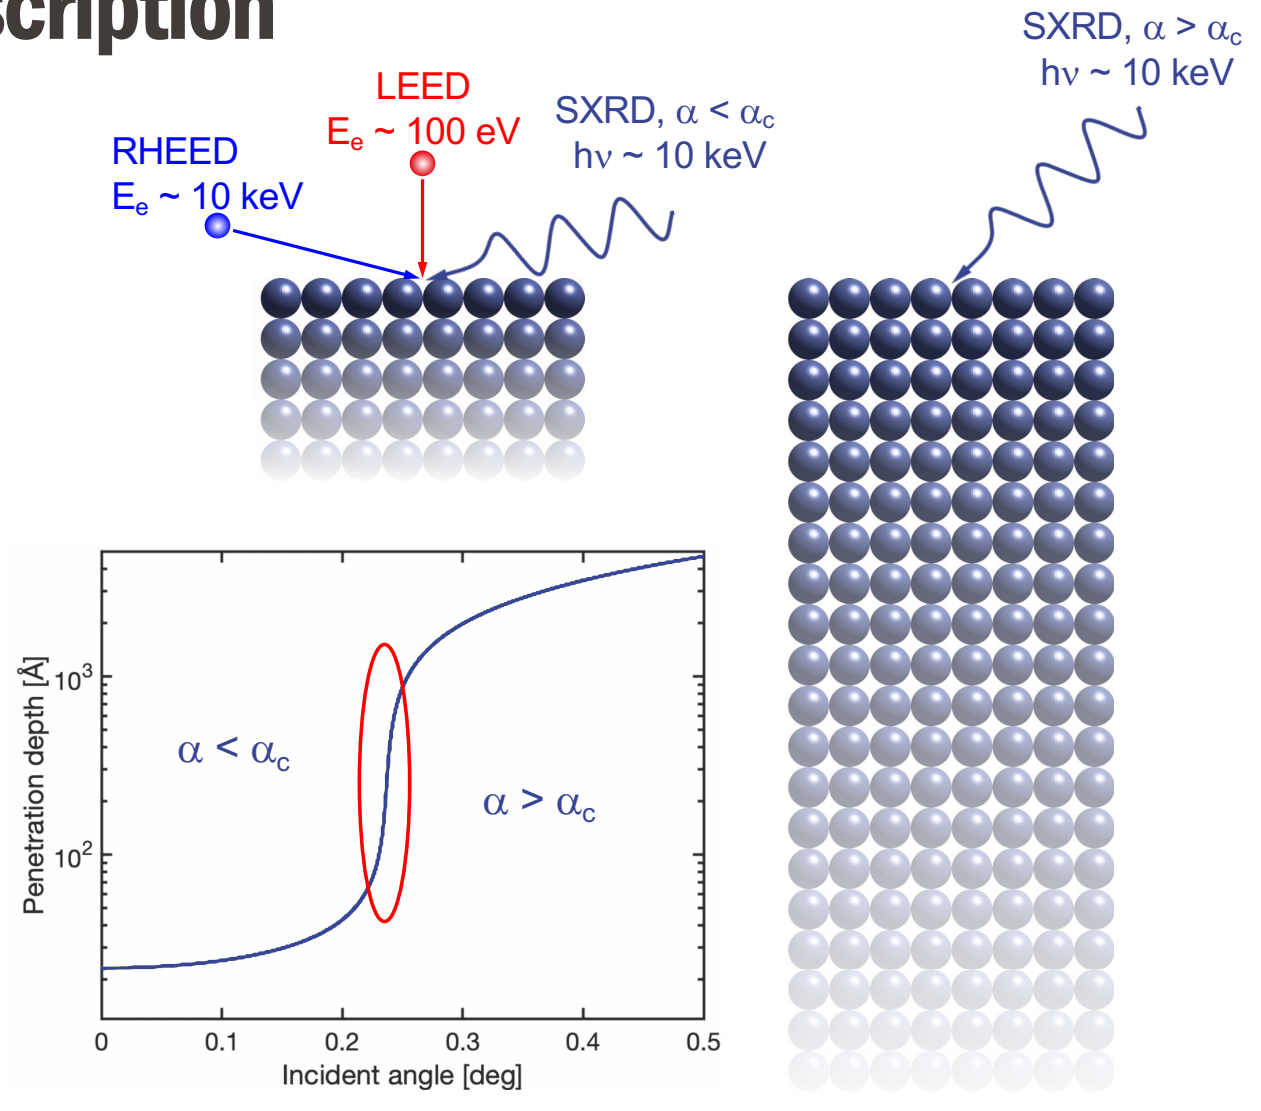 scription
SXRD, α > αc
hν ~ 10 keV
LEED
Ee ~ 100 eV
SXRD, α < αc
hν ~ 10 keV
RHEED
Ee ~ 10 keV
Penetration depth [Å]
10³
10²
α < αc
α > αc
0 0.1 0.2 0.3 0.4 0.5
Incident angle [deg]